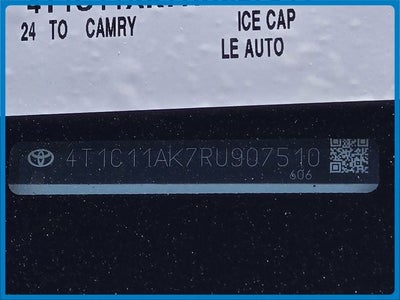 24 TO CAMRY ICE CAP
LE AUTO
4T1C11AK7RU907510
606